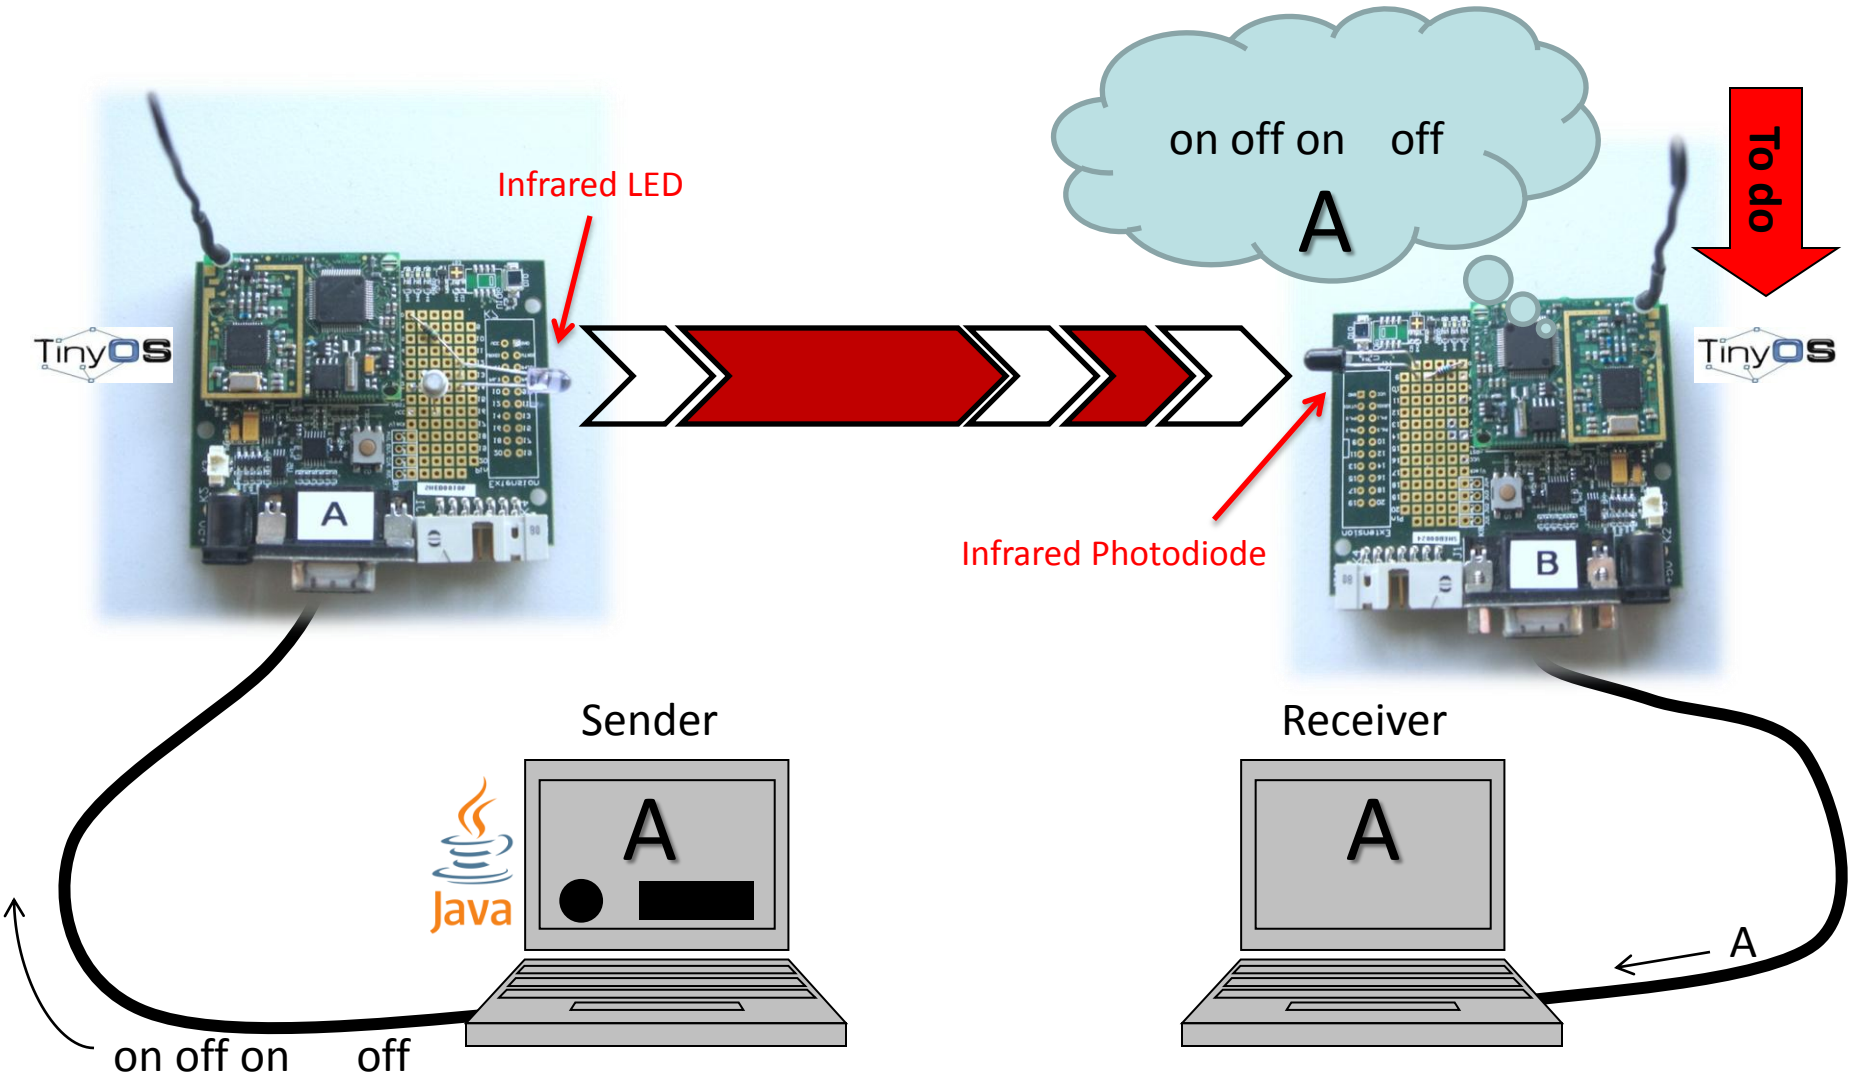 on off on off
A
To do
Infrared LED
TinyOS
TinyOS
A
Infrared Photodiode
B
Extension
Sender
Receiver
A
A
Java
A
on off on off